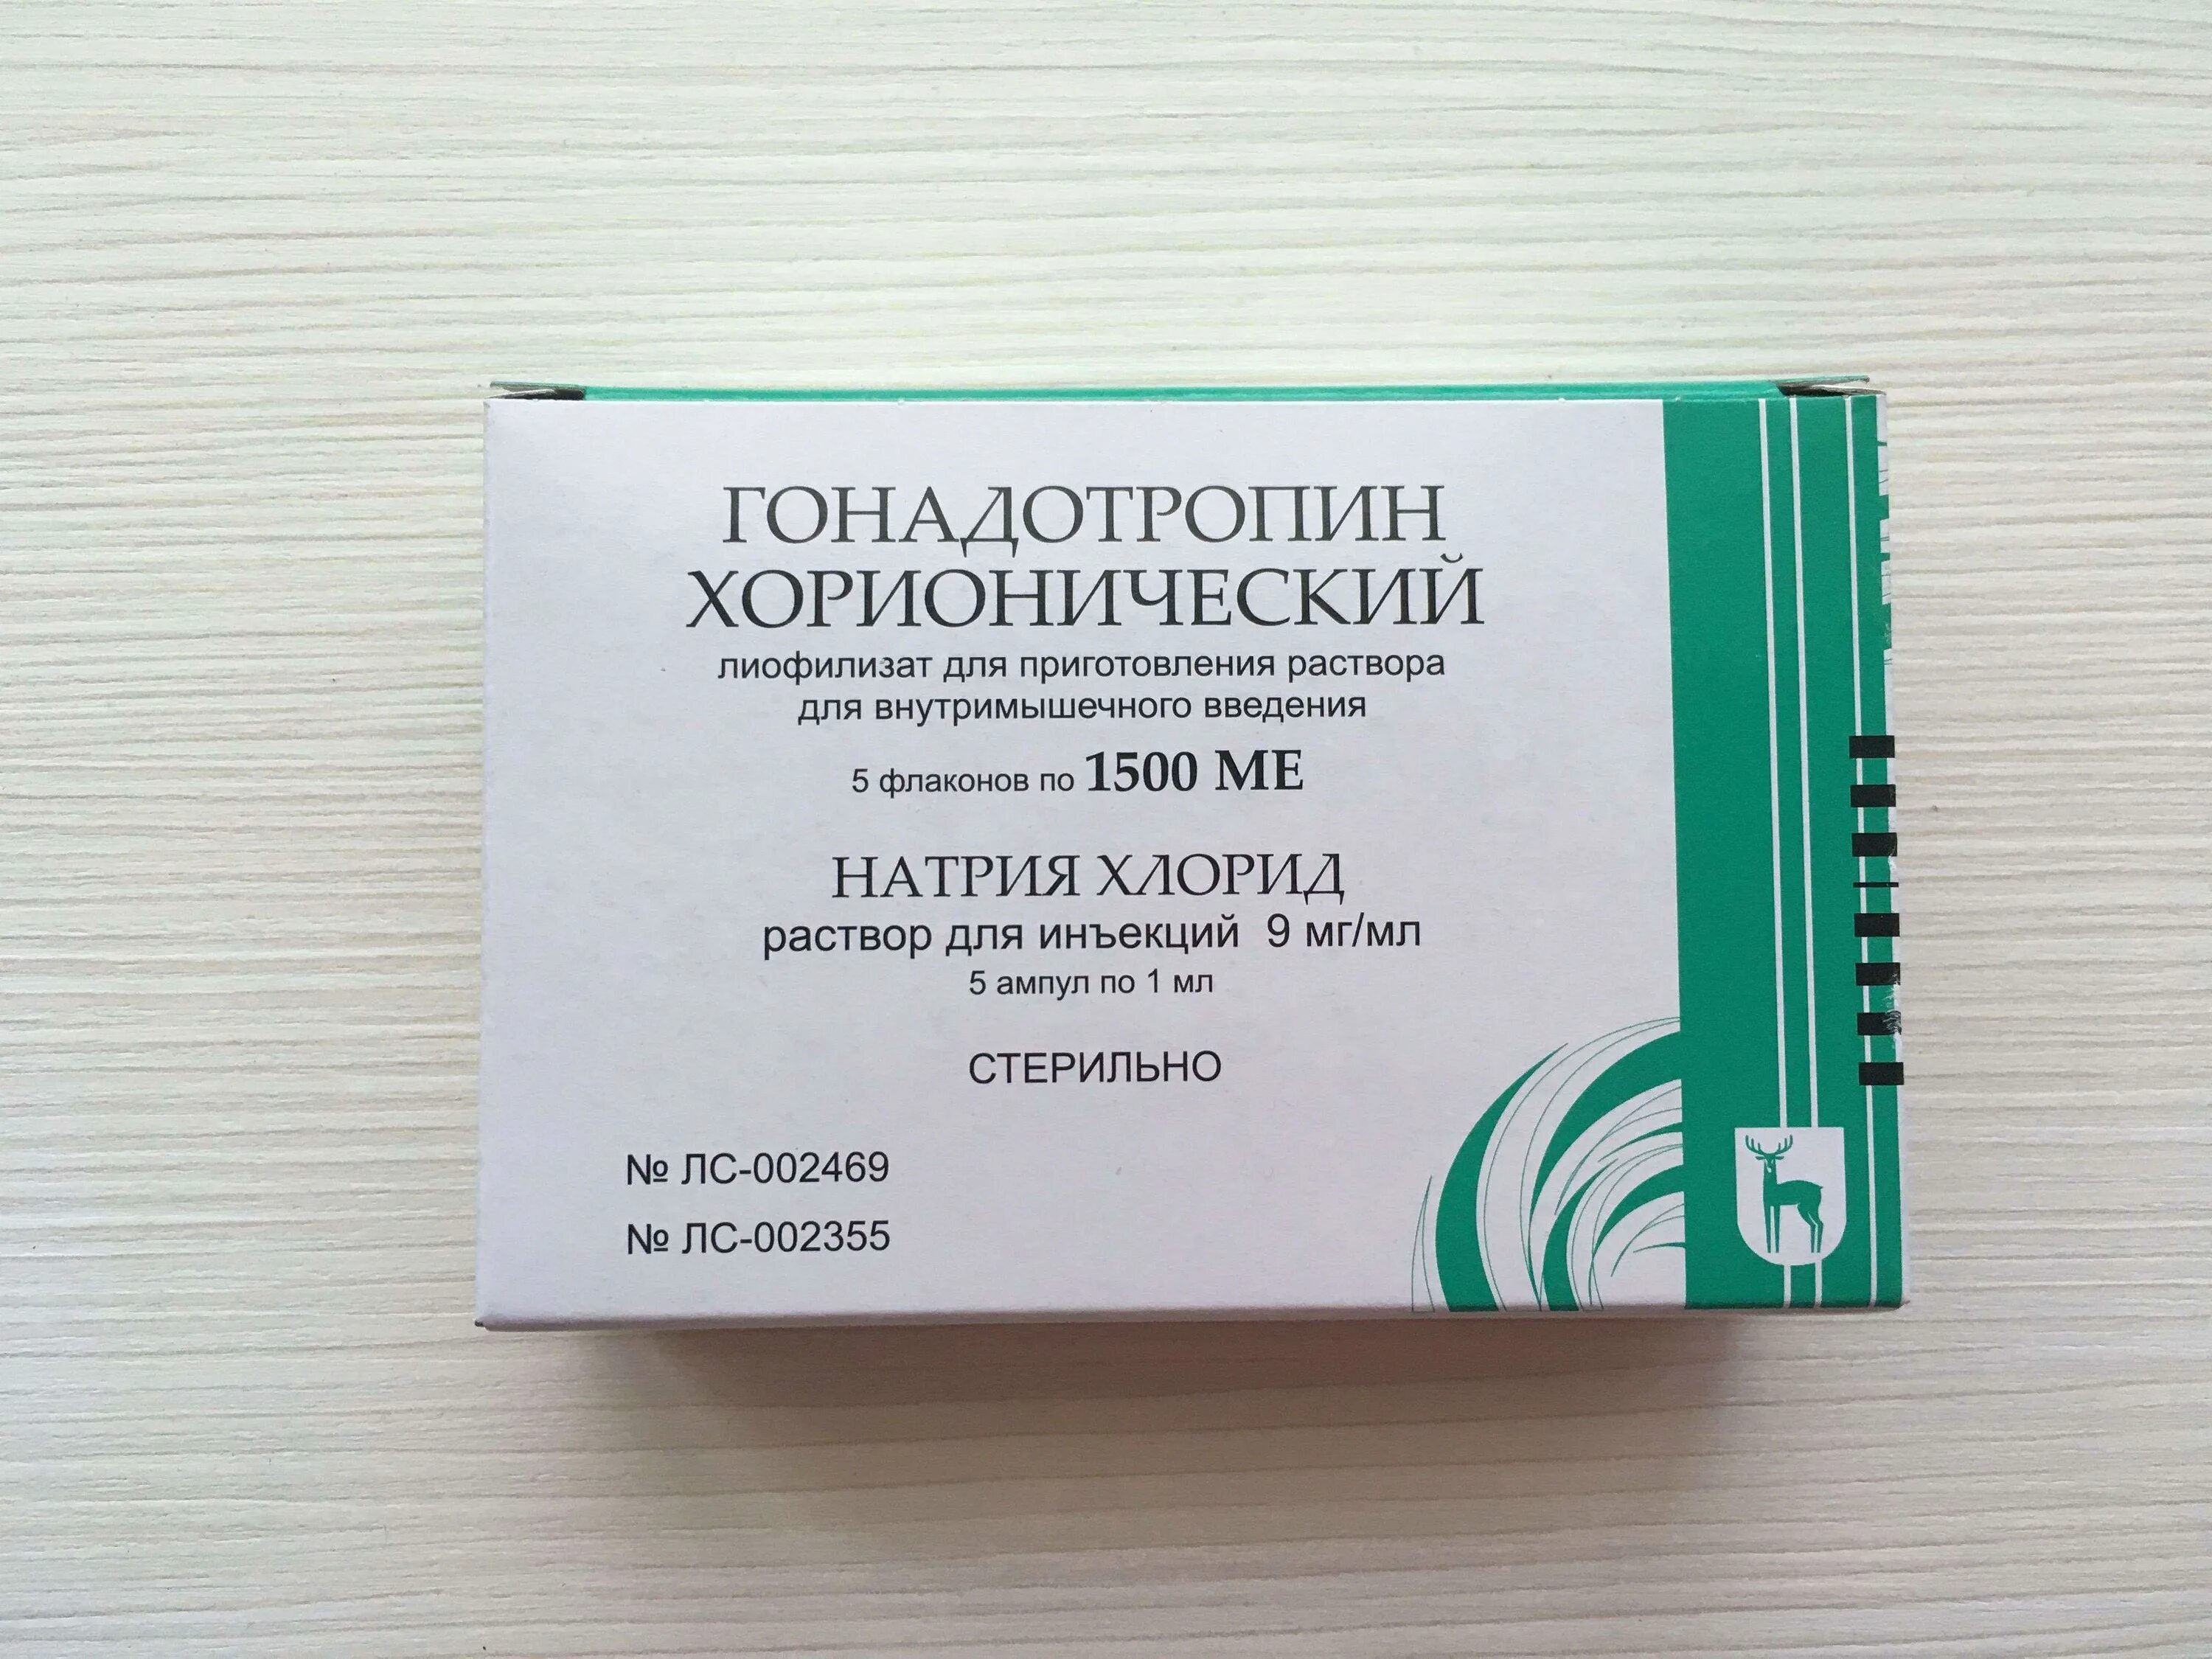 ГОНАДОТРОПИН
ХОРИОНИЧЕСКИЙ
лиофилизат для приготовления раствора
для внутримышечного введения
5 флаконов по 1500 МЕ
НАТРИЯ ХЛОРИД
раствор для инъекций 9 мг/мл
5 ампул по 1 мл
СТЕРИЛЬНО
№ ЛС-002469
№ ЛС-002355